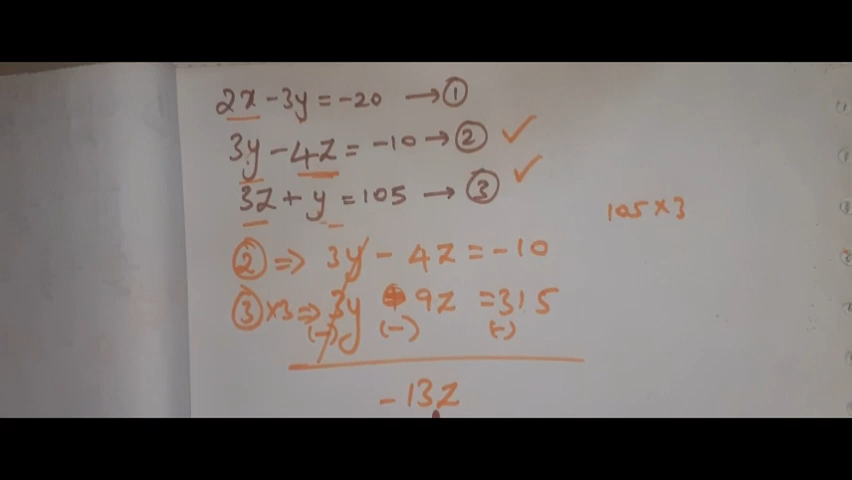 2x - 3y = -20 → ①
3y - 4z = -10 → ② ✓
3z + y = 105 → ③ ✓
105 × 3
② ⇒ 3y - 4z = -10
③ ×3 ⇒ 3y + 9z = 315
(-) (-) (-)
-13z